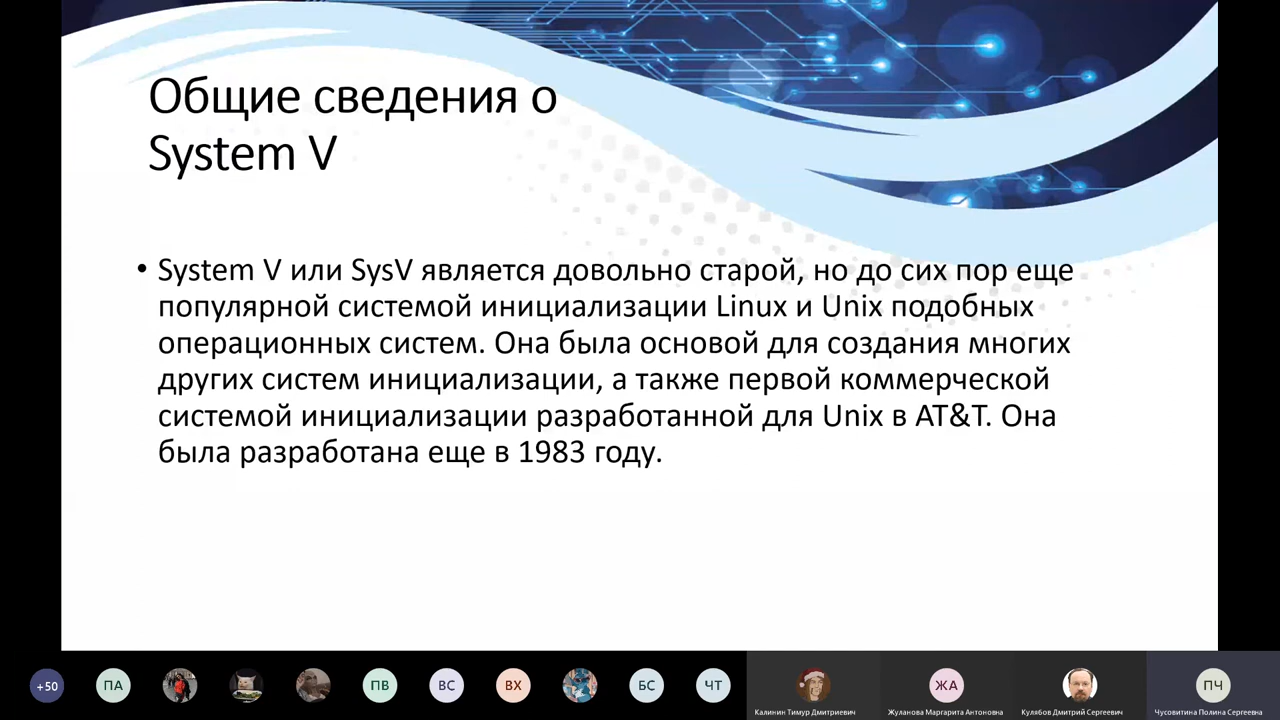 Общие сведения о
System V
• System V или SysV является довольно старой, но до сих пор еще
популярной системой инициализации Linux и Unix подобных
операционных систем. Она была основой для создания многих
других систем инициализации, а также первой коммерческой
системой инициализации разработанной для Unix в AT&T. Она
была разработана еще в 1983 году.
+50 ПА ПВ ВС ВХ БС ЧТ ЖА ПЧ
Калинин Тимур Дмитриевич Жуланова Маргарита Антоновна Кулябов Дмитрий Сергеевич Чусовитина Полина Сергеевна